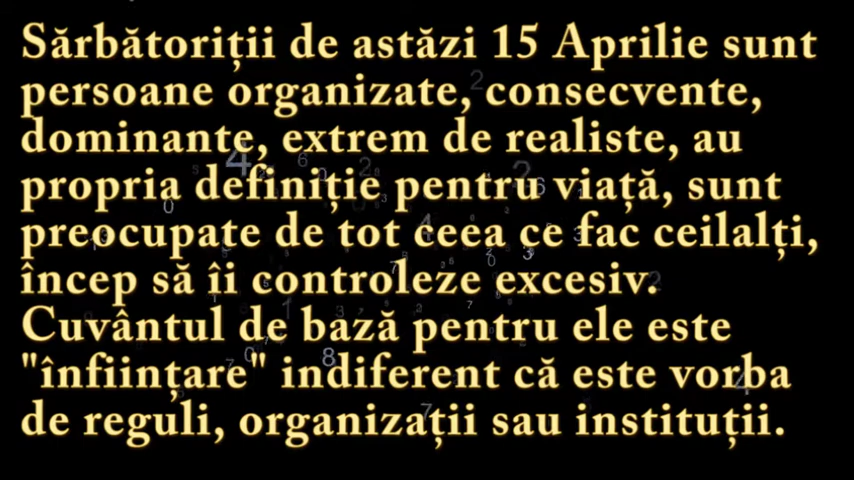 Sărbătoriții de astăzi 15 Aprilie sunt
persoane organizate, consecvente,
dominante, extrem de realiste, au
propria definiție pentru viață, sunt
preocupate de tot ceea ce fac ceilalți,
încep să îi controleze excesiv.
Cuvântul de bază pentru ele este
"înființare" indiferent că este vorba
de reguli, organizații sau instituții.